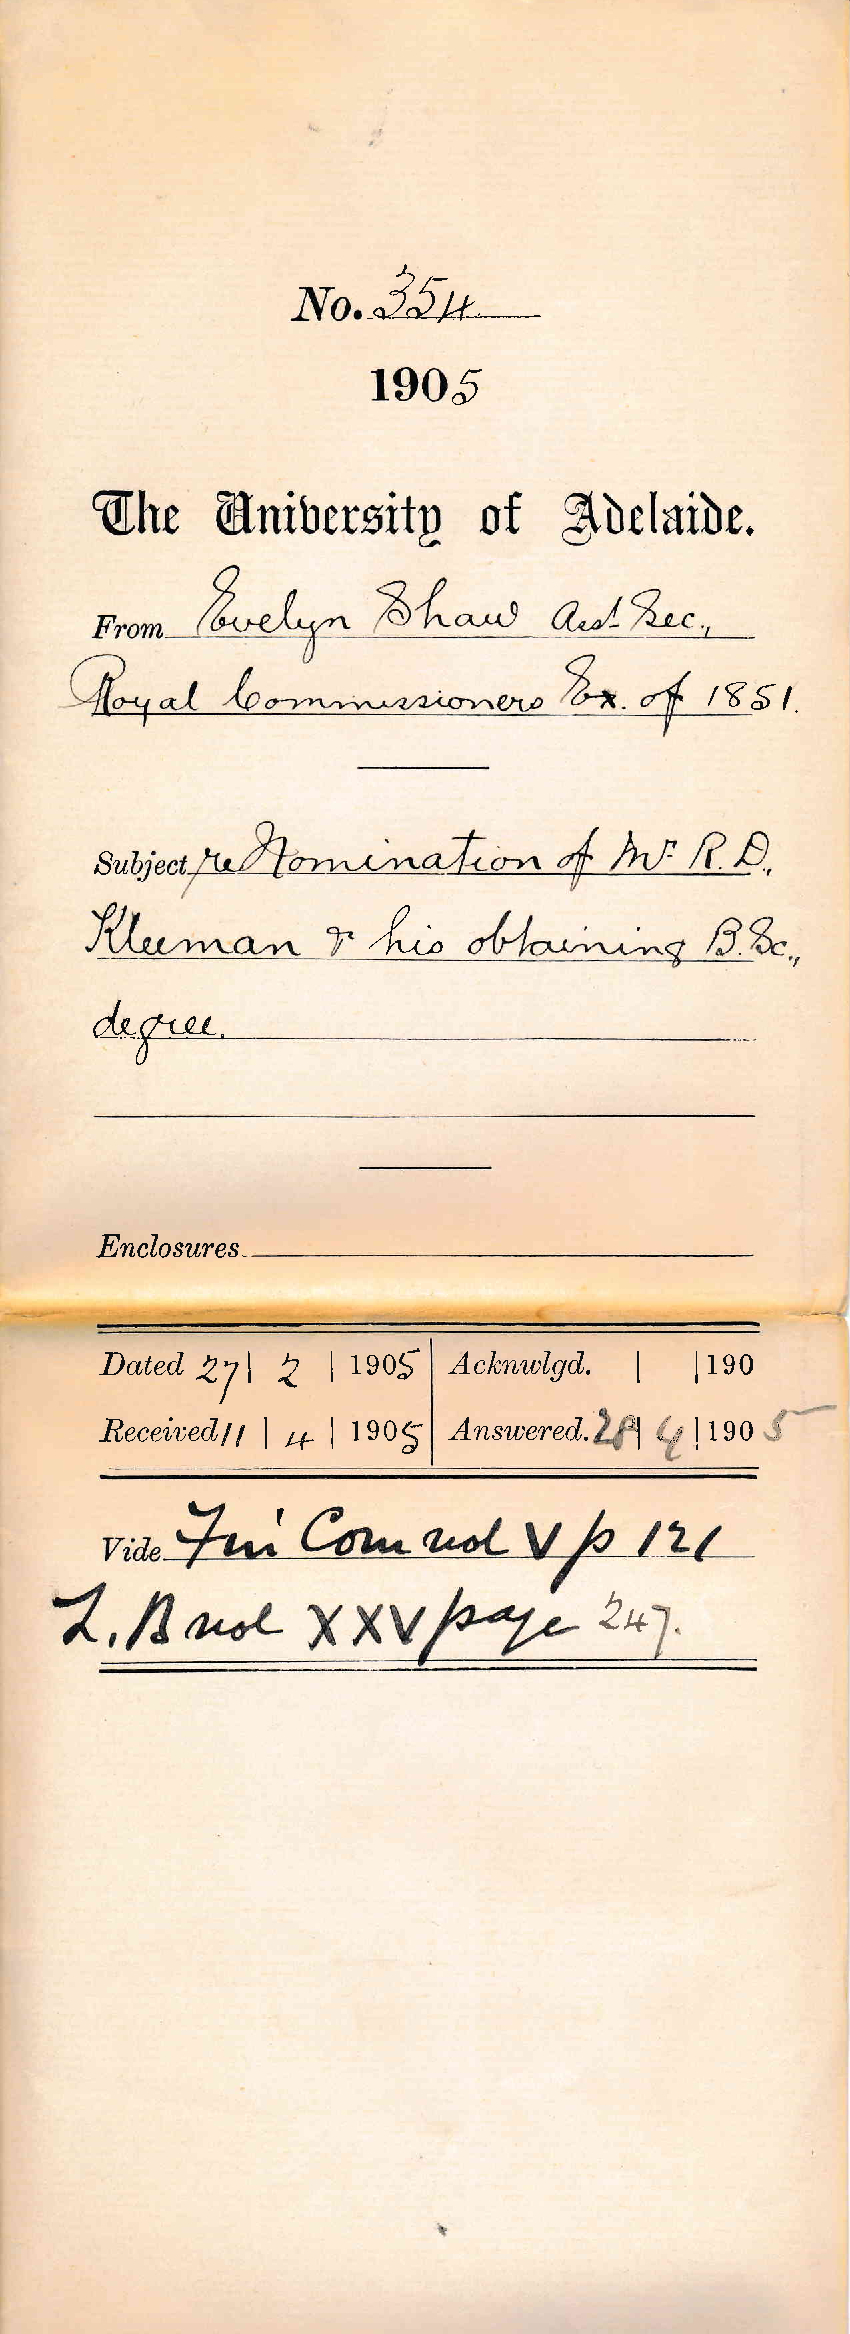 No. 354
1905
The University of Adelaide.
From Evelyn Shaw Asst Sec.,
Royal Commissioners Ex. of 1851.
Subject re Nomination of Mr. R. D.,
Kleeman & his obtaining B.Sc.,
degree.
Enclosures
Dated 27 | 2 | 1905 | Acknwlgd. | | 190
Received 11 | 4 | 1905 | Answered. 28 | 4 | 1905
Vide Fin Com vol V p 121
L. B vol XXV page 247.